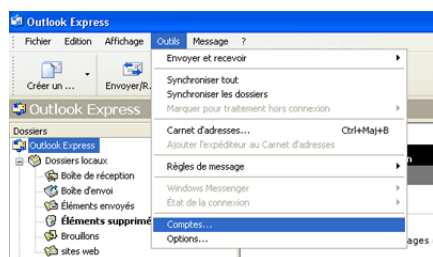 Outlook Express
Fichier Edition Affichage Outils Message ?
Créer un ... Envoyer/R.
Envoyer et recevoir
Synchroniser tout
Synchroniser les dossiers
Marquer pour traitement hors connexion
Carnet d'adresses... Ctrl+Maj+B
Ajouter l'expéditeur au Carnet d'adresses
Règles de message
Windows Messenger
État de la connexion
Comptes...
Options...
Outlook Express
Dossiers
Outlook Express
Dossiers locaux
Boîte de réception
Boîte d'envoi
Éléments envoyés
Éléments supprimé
Brouillons
sites web
n
ages